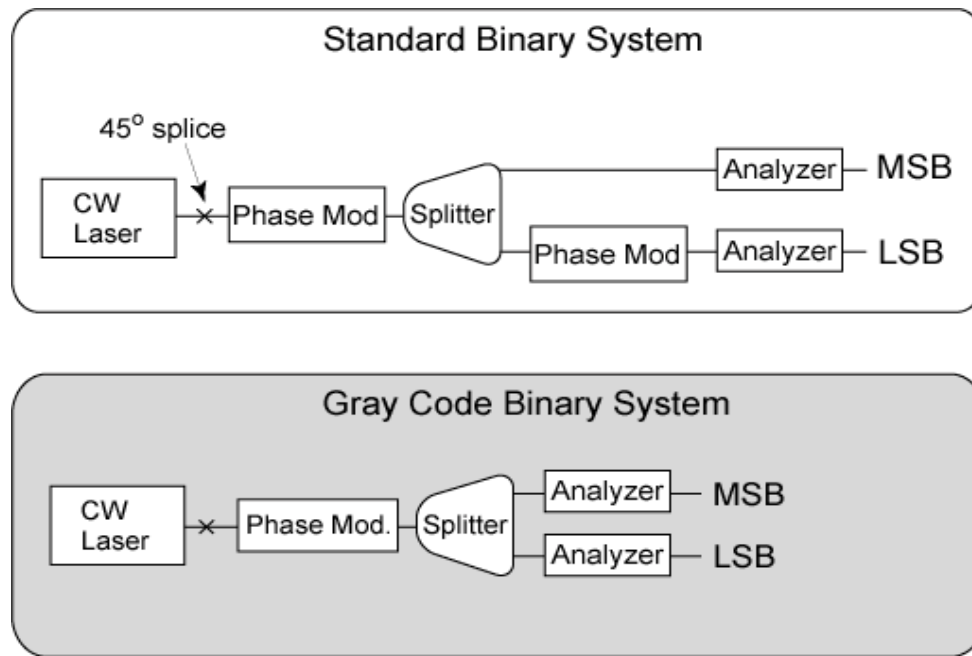 Standard Binary System
45° splice
CW
Laser
Phase Mod
Splitter
Analyzer
MSB
Phase Mod
Analyzer
LSB
Gray Code Binary System
CW
Laser
Phase Mod.
Splitter
Analyzer
MSB
Analyzer
LSB